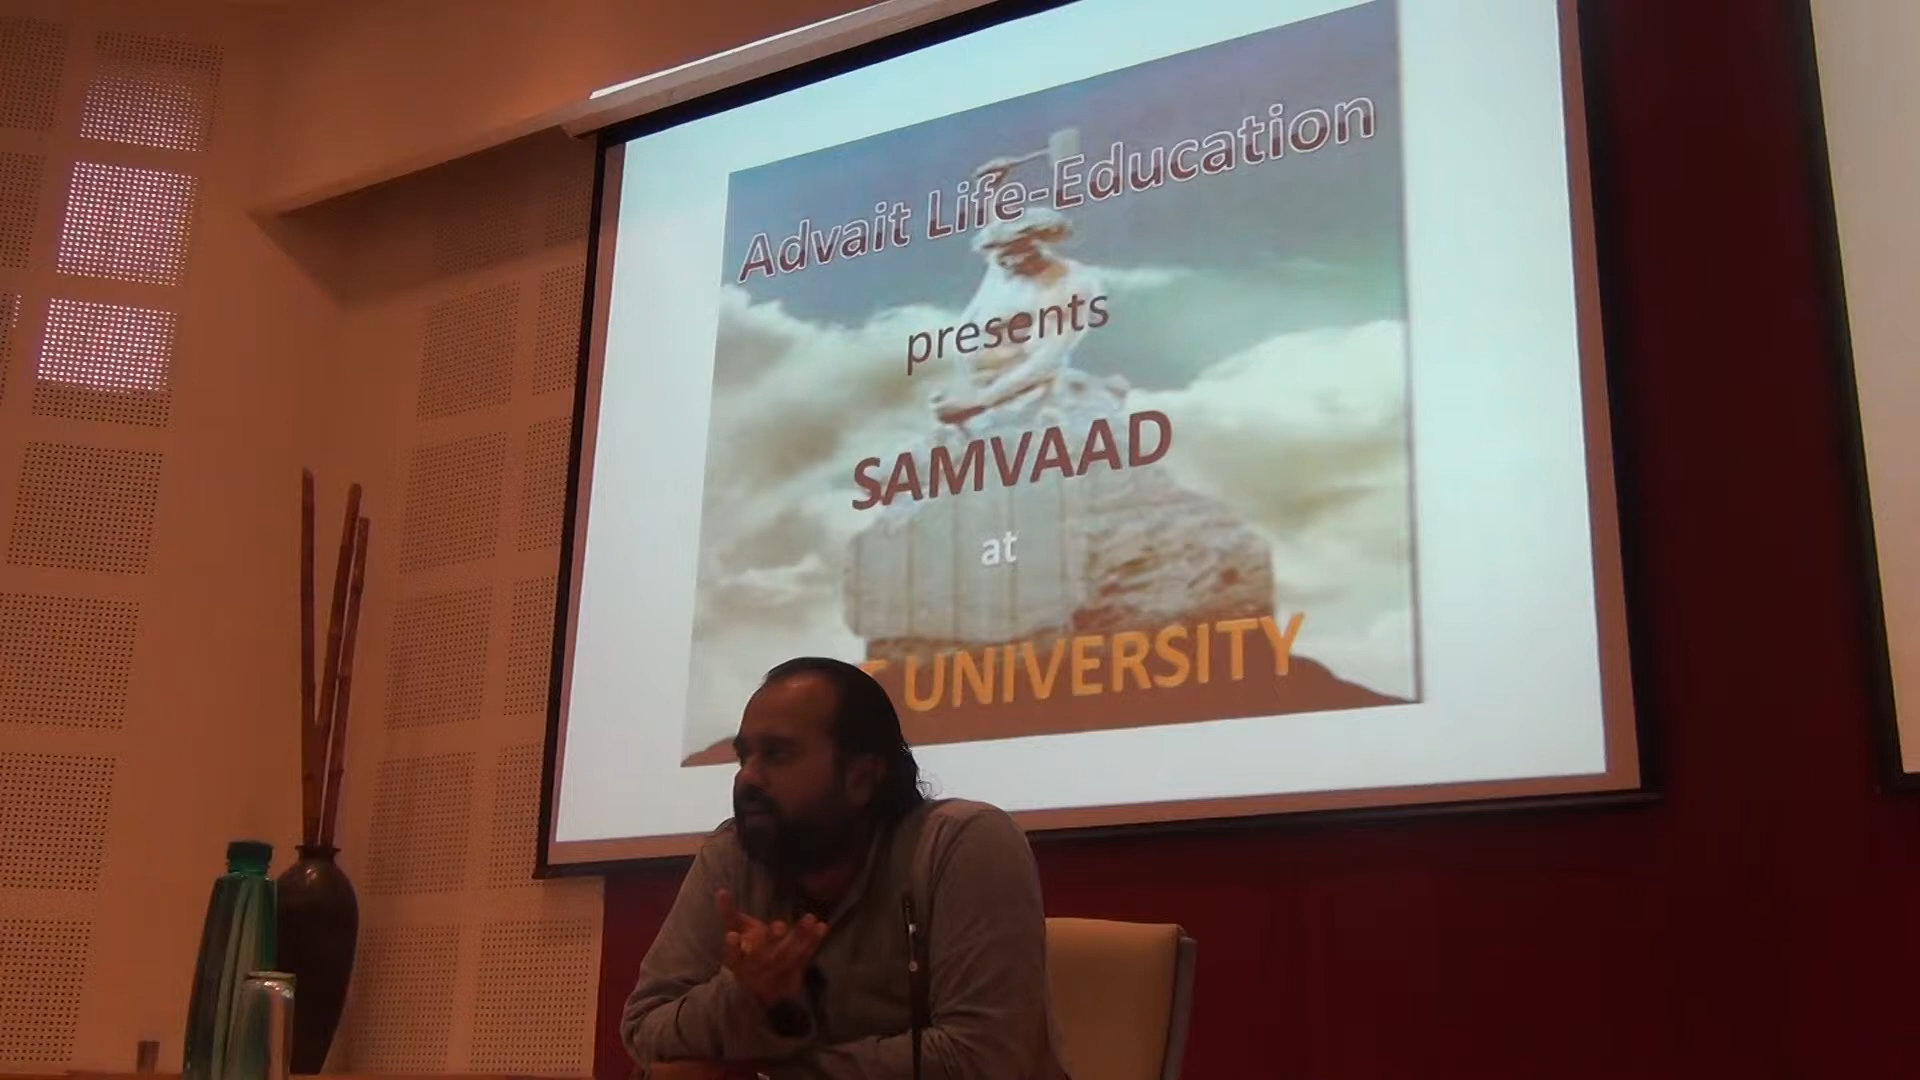 Advait Life-Education
presents
SAMVAAD
at
UNIVERSITY